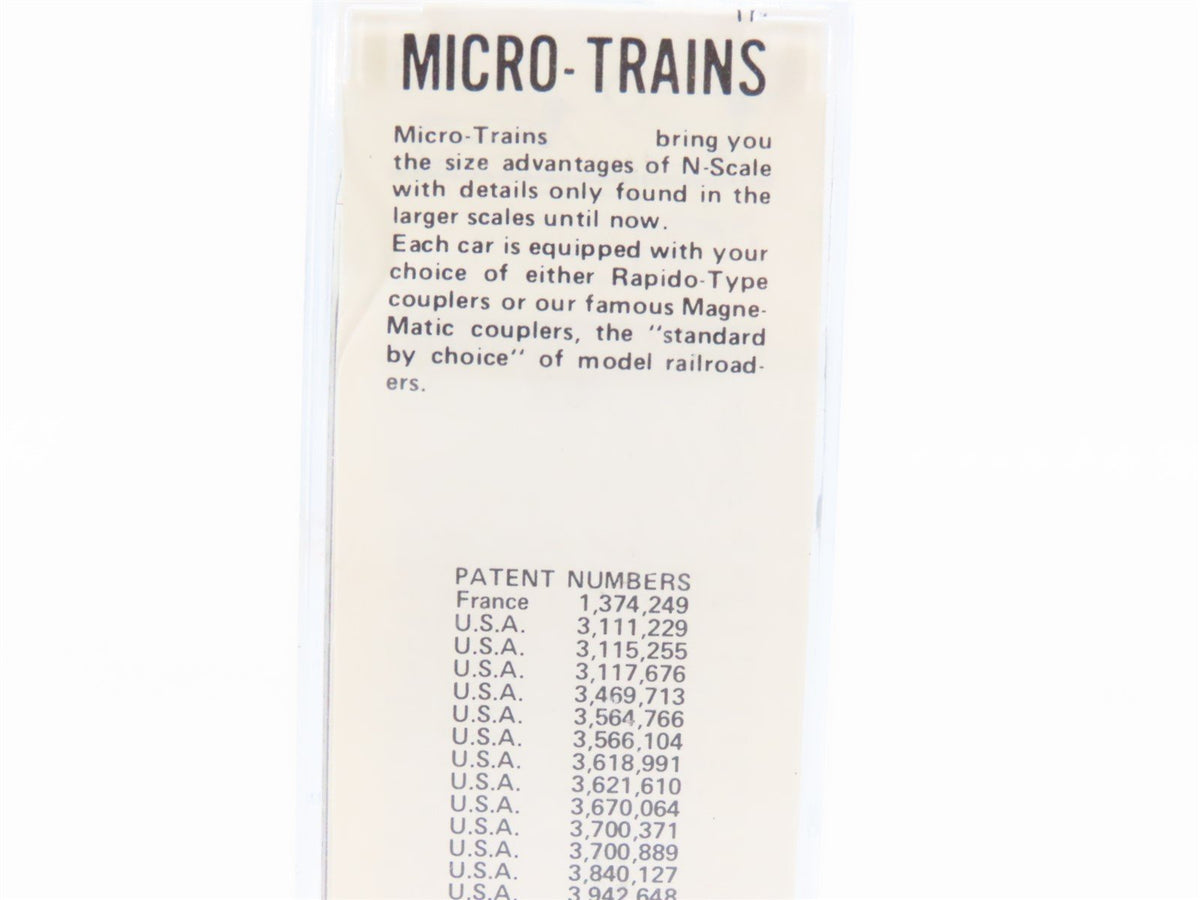 MICRO-TRAINS
Micro-Trains bring you
the size advantages of N-Scale
with details only found in the
larger scales until now.
Each car is equipped with your
choice of either Rapido-Type
couplers or our famous Magne-
Matic couplers, the "standard
by choice" of model railroad-
ers.
PATENT NUMBERS
France 1,374,249
U.S.A. 3,111,229
U.S.A. 3,115,255
U.S.A. 3,117,676
U.S.A. 3,469,713
U.S.A. 3,564,766
U.S.A. 3,566,104
U.S.A. 3,618,991
U.S.A. 3,621,610
U.S.A. 3,670,064
U.S.A. 3,700,371
U.S.A. 3,700,889
U.S.A. 3,840,127
U.S.A. 3,942,648